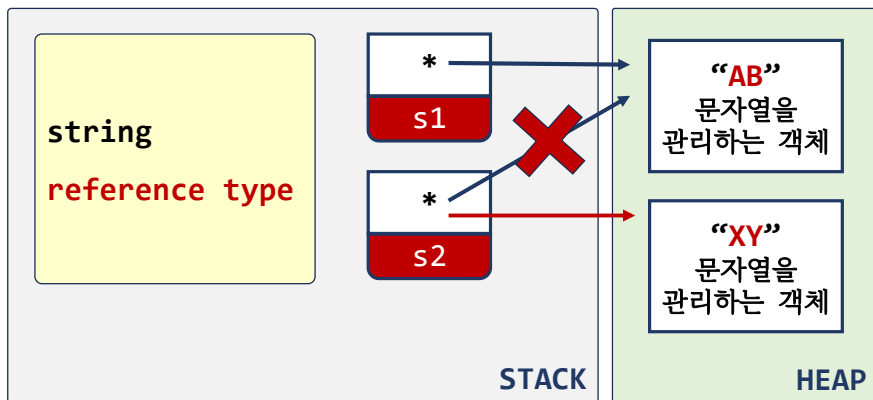 string
reference type
*
s1
*
s2
STACK
“AB”
문자열을
관리하는 객체
“XY”
문자열을
관리하는 객체
HEAP